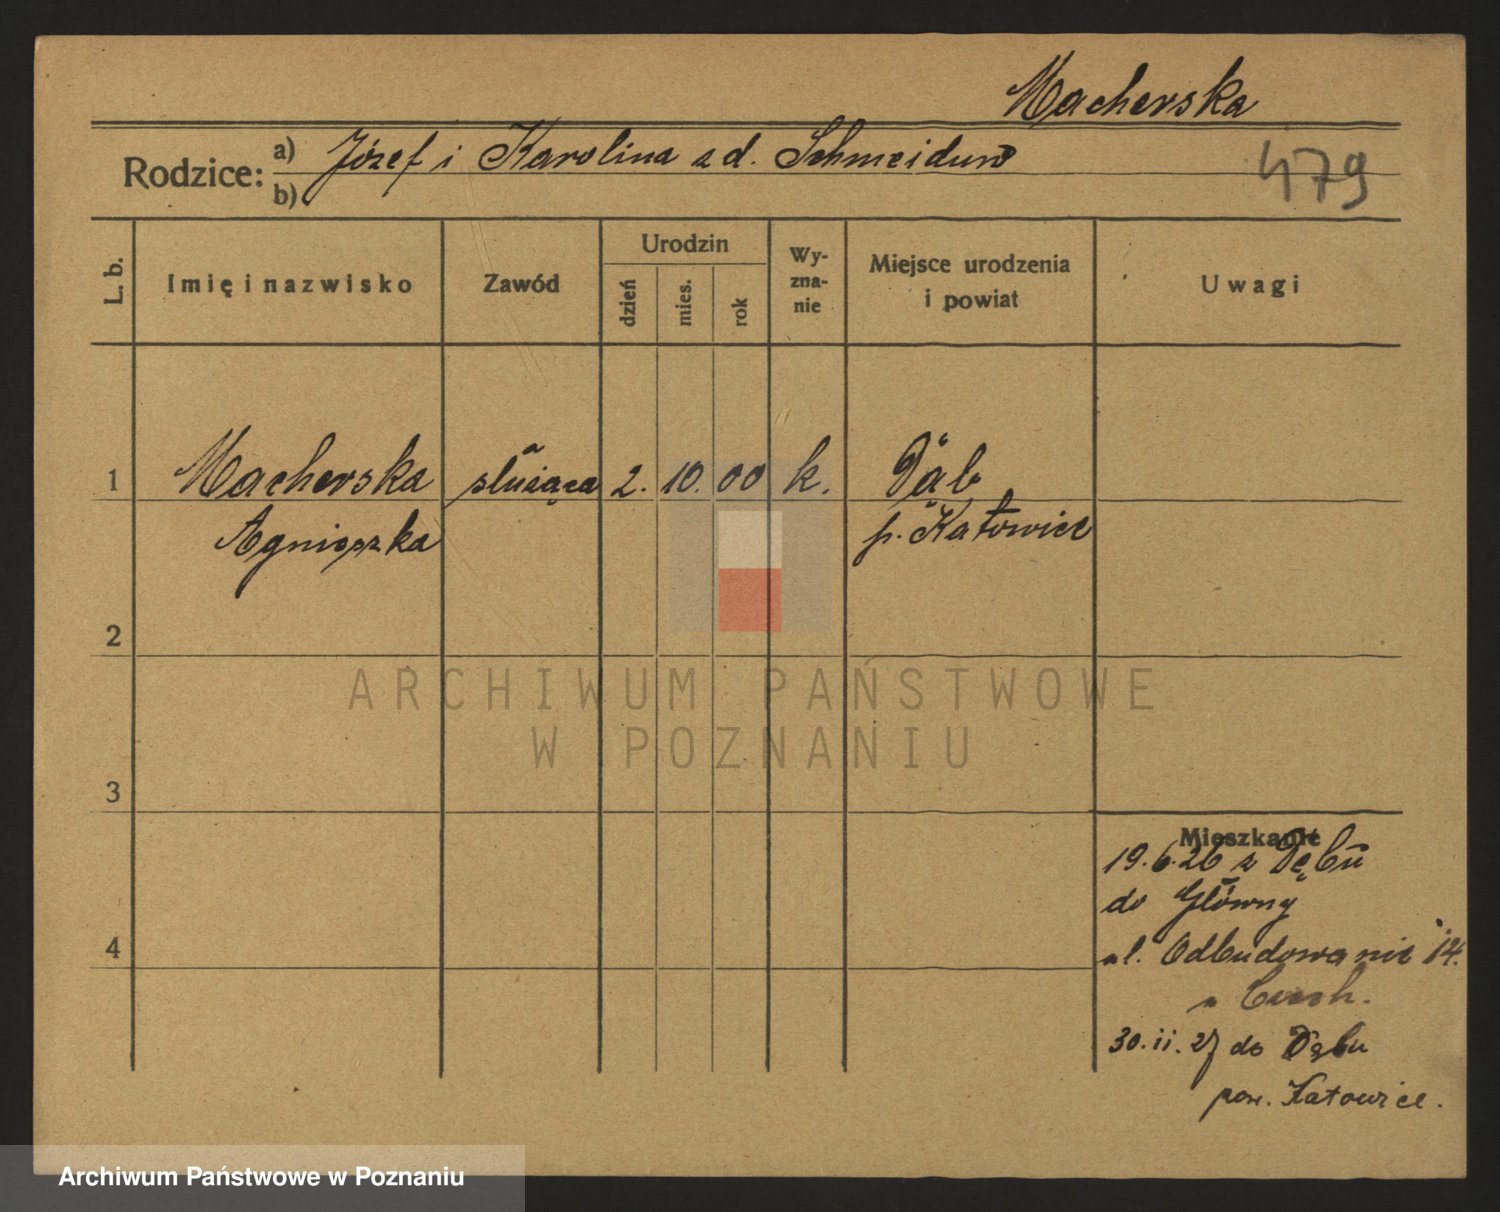 Macherska
Rodzice: a) Józef i Karolina zd. Schmeiduw
b)
479
L. b. Imię i nazwisko Zawód Urodzin dzień mies. rok Wy-zna-nie Miejsce urodzenia i powiat Uwagi
1 Macherska służąca 2. 10. 00 k. Dąb
Agnieszka p. Katowice
2
ARCHIWUM PAŃSTWOWE
W POZNANIU
3
Mieszkanie
19.6.26 z Dębu
do Główny
4
ul. Odbudowanie 14.
u
30.11.27 do Dębu
pow. Katowice.
Archiwum Państwowe w Poznaniu